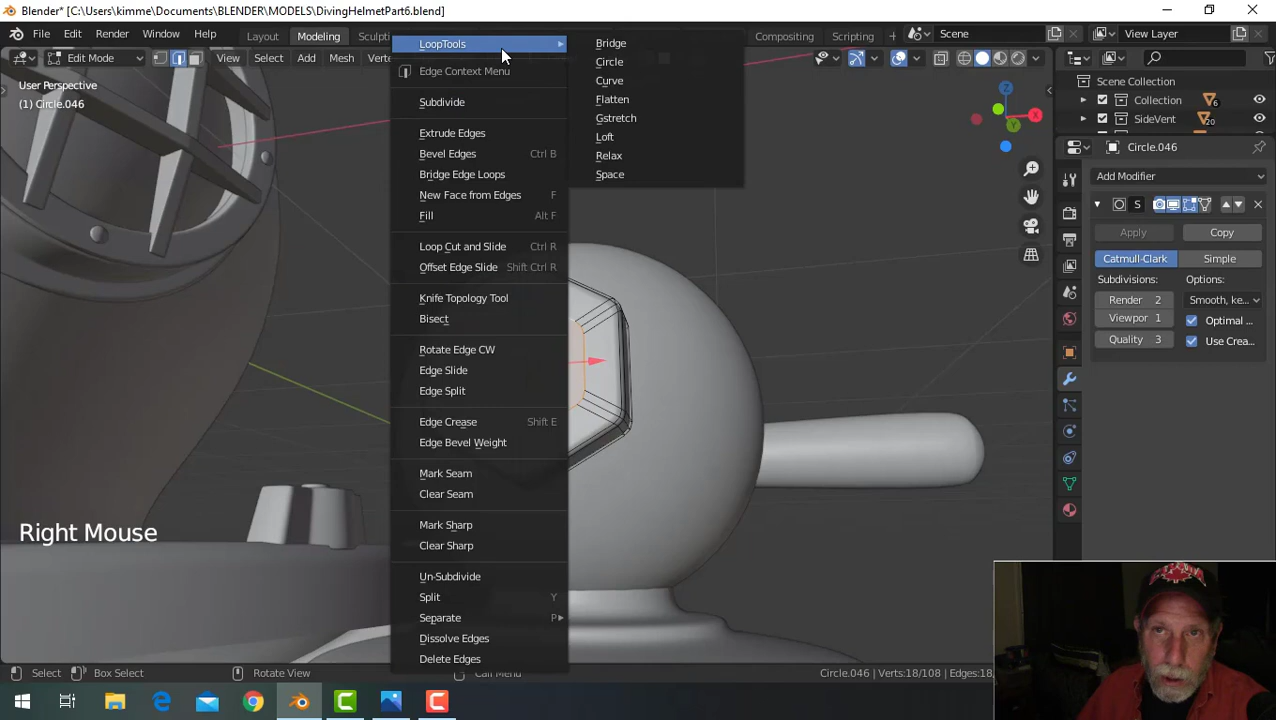 Blender* [C:\Users\kimme\Documents\BLENDER\MODELS\DivingHelmetPart6.blend]
File Edit Render Window Help Layout Modeling Sculpti Compositing Scripting + Scene View Layer
Edit Mode View Select Add Mesh Verte
User Perspective
(1) Circle.046
LoopTools
Edge Context Menu
Subdivide
Extrude Edges
Bevel Edges Ctrl B
Bridge Edge Loops
New Face from Edges F
Fill Alt F
Loop Cut and Slide Ctrl R
Offset Edge Slide Shift Ctrl R
Knife Topology Tool
Bisect
Rotate Edge CW
Edge Slide
Edge Split
Edge Crease Shift E
Edge Bevel Weight
Mark Seam
Clear Seam
Mark Sharp
Clear Sharp
Un-Subdivide
Split Y
Separate P
Dissolve Edges
Delete Edges
Bridge
Circle
Curve
Flatten
Gstretch
Loft
Relax
Space
Z
X
Y
Scene Collection
Collection 6
SideVent 20
Circle.046
Add Modifier
S
Apply Copy
Catmull-Clark Simple
Subdivisions: Options:
Render 2 Smooth, ke...
Viewpor 1 Optimal ...
Quality 3 Use Crea...
Right Mouse
Select Box Select Rotate View Call Menu Circle.046 | Verts:18/108 | Edges:18/